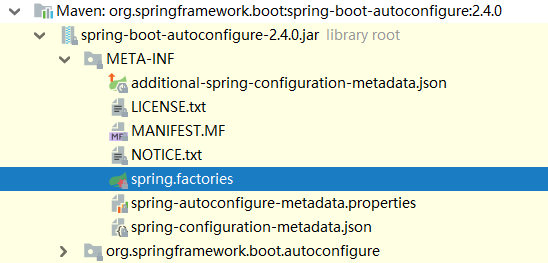 Maven: org.springframework.boot:spring-boot-autoconfigure:2.4.0
spring-boot-autoconfigure-2.4.0.jar library root
META-INF
additional-spring-configuration-metadata.json
LICENSE.txt
MF MANIFEST.MF
NOTICE.txt
spring.factories
spring-autoconfigure-metadata.properties
spring-configuration-metadata.json
org.springframework.boot.autoconfigure